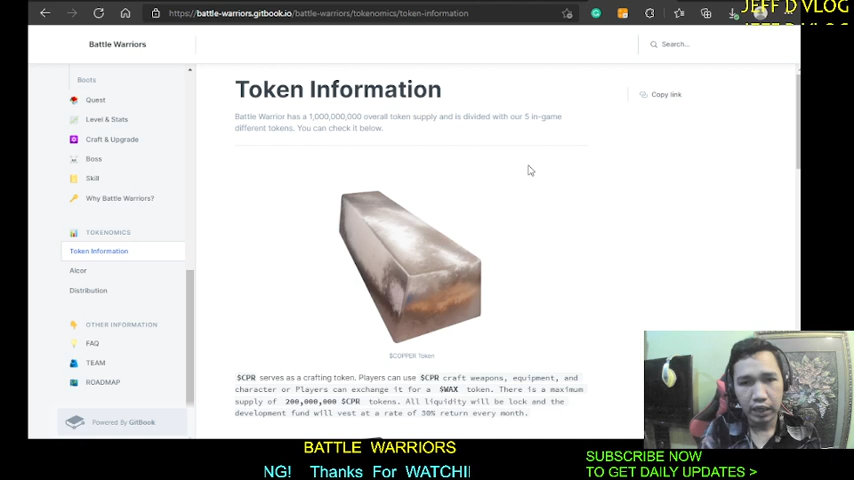 https://battle-warriors.gitbook.io/battle-warriors/tokenomics/token-information
JEFF D VLOG
Battle Warriors
Search...
Boots
Quest
Level & Stats
Craft & Upgrade
Boss
Skill
Why Battle Warriors?
TOKENOMICS
Token Information
Alcor
Distribution
OTHER INFORMATION
FAQ
TEAM
ROADMAP
Powered By GitBook
Token Information
Copy link
Battle Warrior has a 1,000,000,000 overall token supply and is divided with our 5 in-game
different tokens. You can check it below.
$COPPER Token
$CPR serves as a crafting token. Players can use $CPR craft weapons, equipment, and
character or Players can exchange it for a $WAX token. There is a maximum
supply of 200,000,000 $CPR tokens. All liquidity will be lock and the
development fund will vest at a rate of 30% return every month.
BATTLE WARRIORS
NG! Thanks For WATCHI
SUBSCRIBE NOW
TO GET DAILY UPDATES >